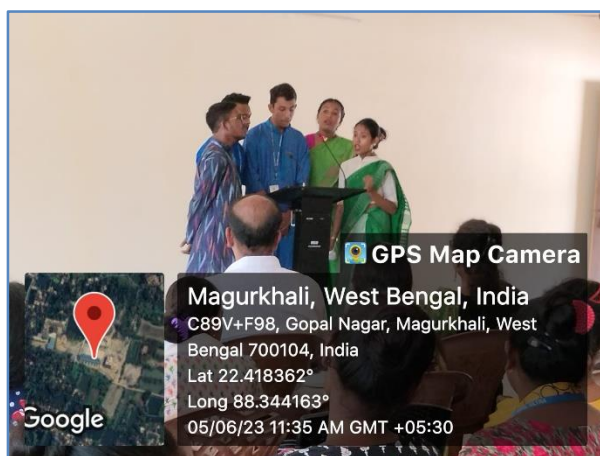 GPS Map Camera
Magurkhali, West Bengal, India
C89V+F98, Gopal Nagar, Magurkhali, West
Bengal 700104, India
Lat 22.418362°
Long 88.344163°
05/06/23 11:35 AM GMT +05:30
Google